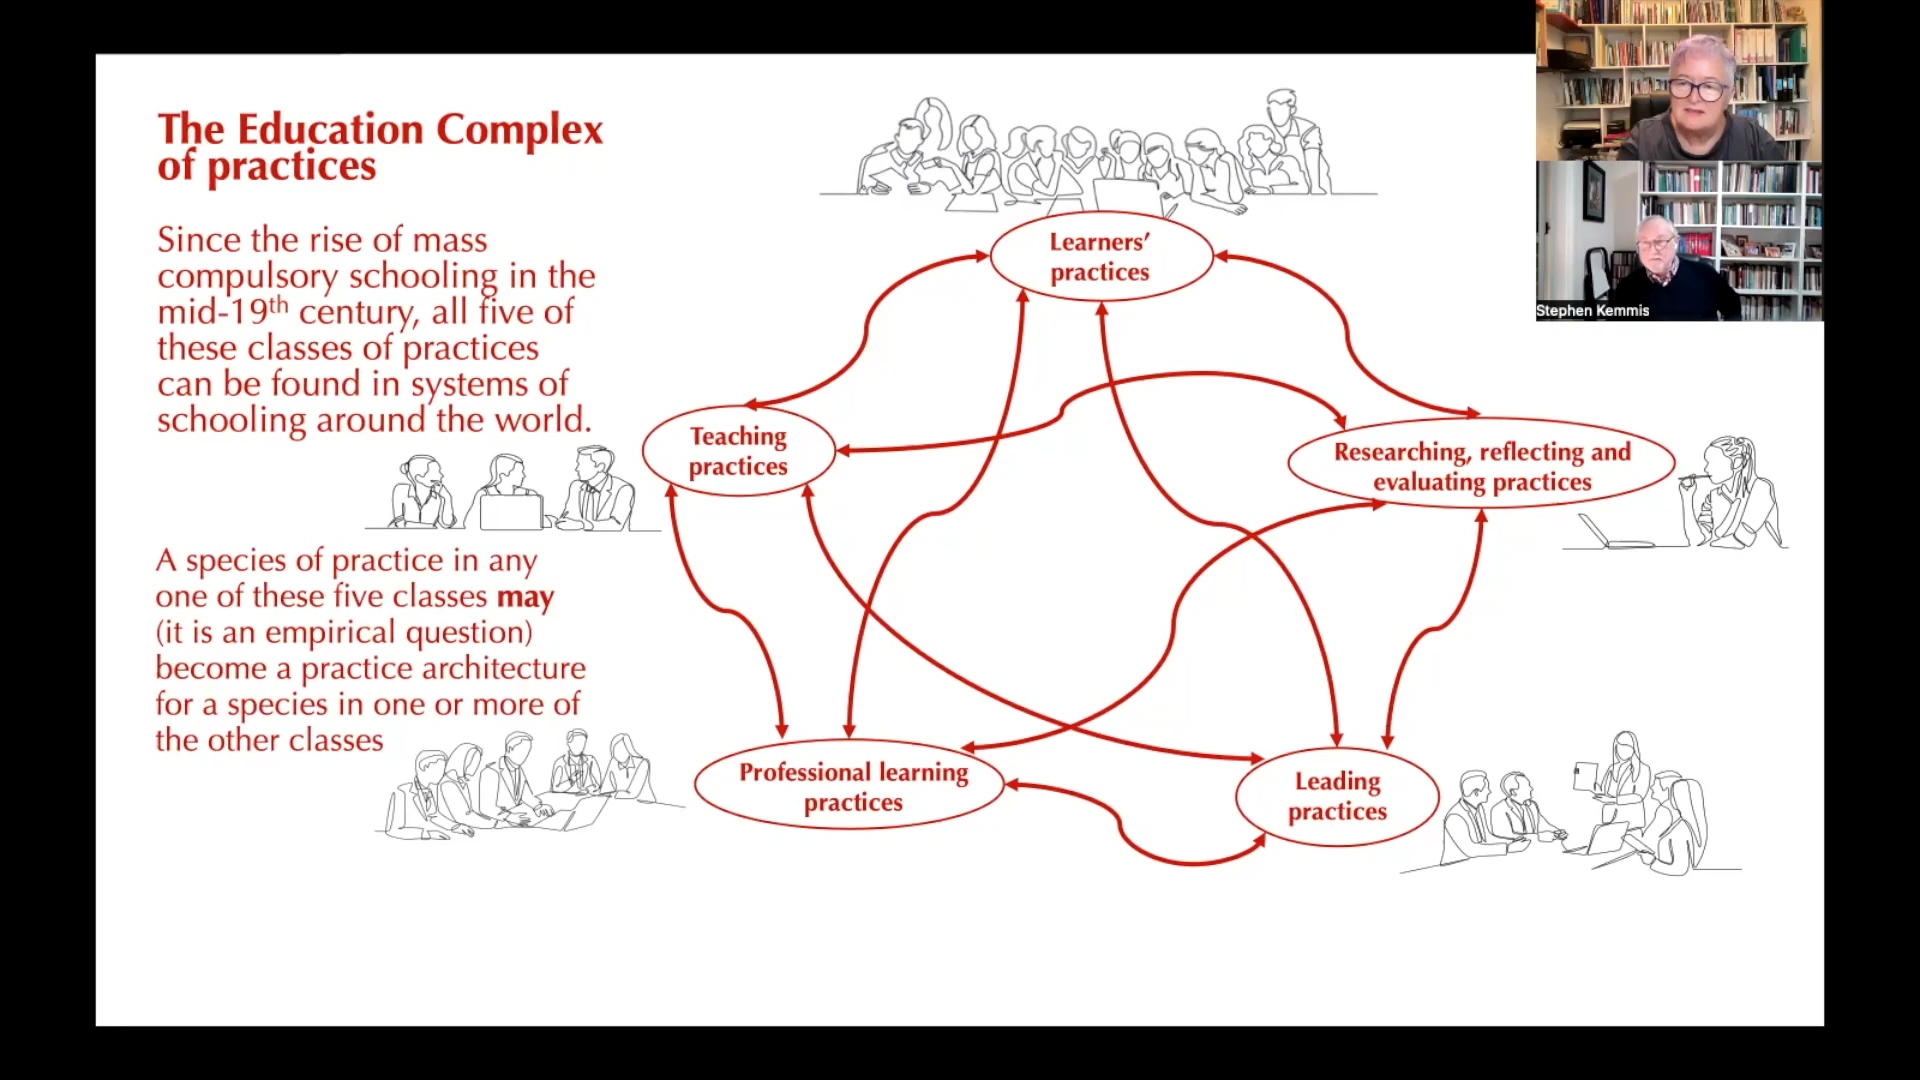 The Education Complex
of practices
Since the rise of mass
compulsory schooling in the
mid-19th century, all five of
these classes of practices
can be found in systems of
schooling around the world.
A species of practice in any
one of these five classes may
(it is an empirical question)
become a practice architecture
for a species in one or more of
the other classes
Learners’
practices
Teaching
practices
Researching, reflecting and
evaluating practices
Professional learning
practices
Leading
practices
Stephen Kemmis